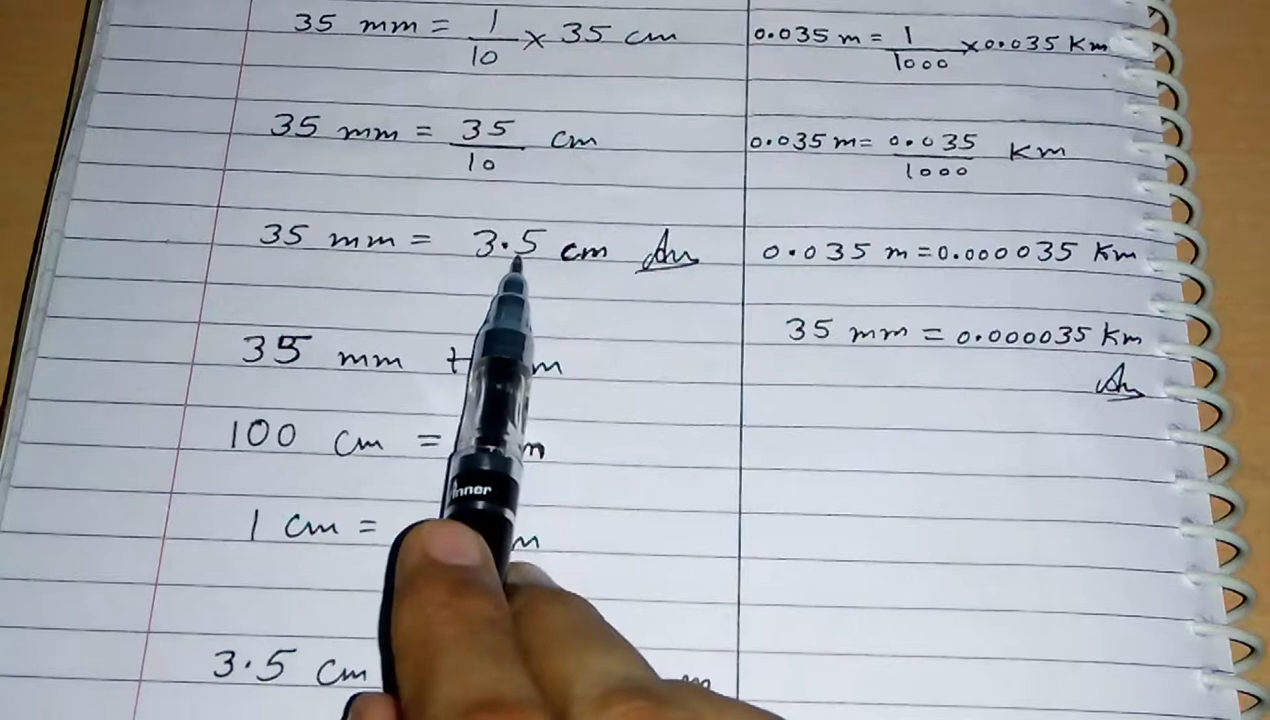 35 mm = 1/10 × 35 cm
35 mm = 35/10 cm
35 mm = 3.5 cm Ans
35 mm m
100 cm = m
1 cm = m
3.5 cm m
0.035 m = 1/1000 × 0.035 Km
0.035 m = 0.035/1000 Km
0.035 m = 0.000035 Km
35 mm = 0.000035 Km
Ans
inner